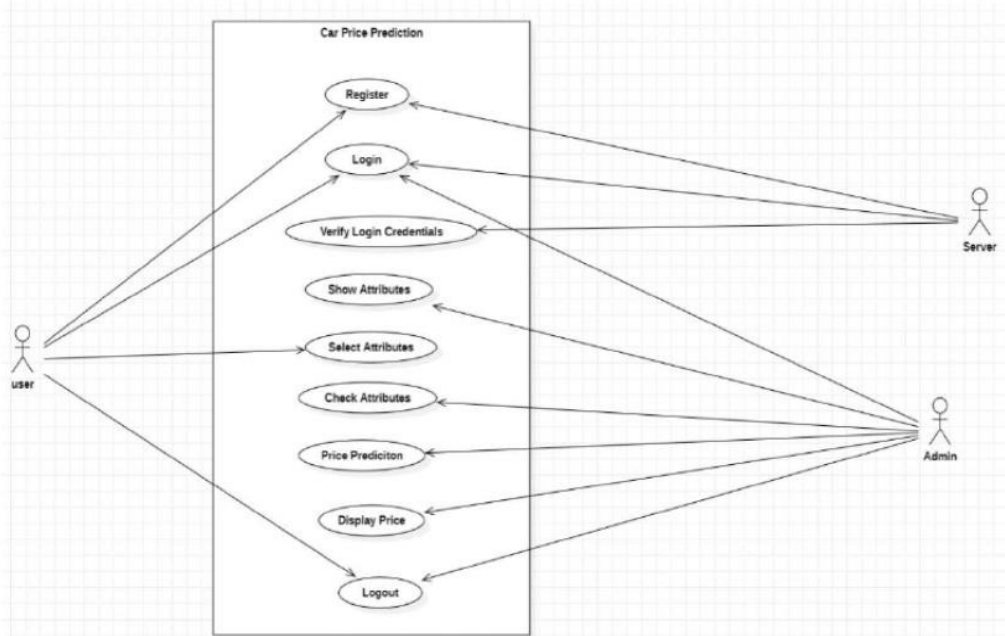 Car Price Prediction
Register
Login
Verify Login Credentials
Server
Show Attributes
Select Attributes
user
Check Attributes
Price Prediciton
Admin
Display Price
Logout